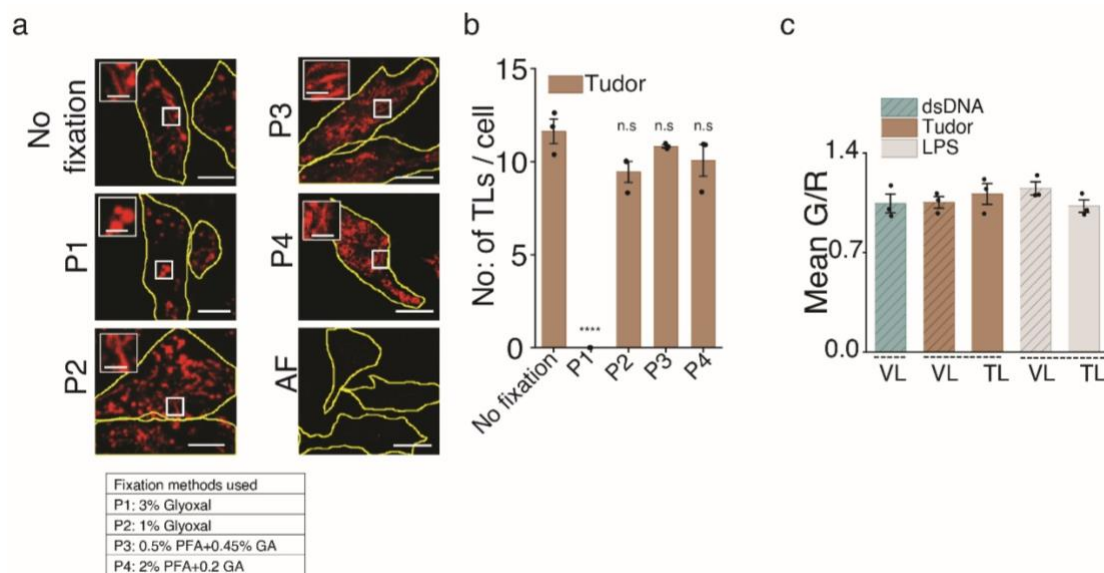 a
No
fixation
P1
P2
P3
P4
AF
Fixation methods used
P1: 3% Glyoxal
P2: 1% Glyoxal
P3: 0.5% PFA+0.45% GA
P4: 2% PFA+0.2 GA
b
No: of TLs / cell
15
10
5
0
Tudor
****
n.s
n.s
n.s
No fixation
P1
P2
P3
P4
c
dsDNA
Tudor
LPS
Mean G/R
1.4
0.7
0.0
VL
VL
TL
VL
TL